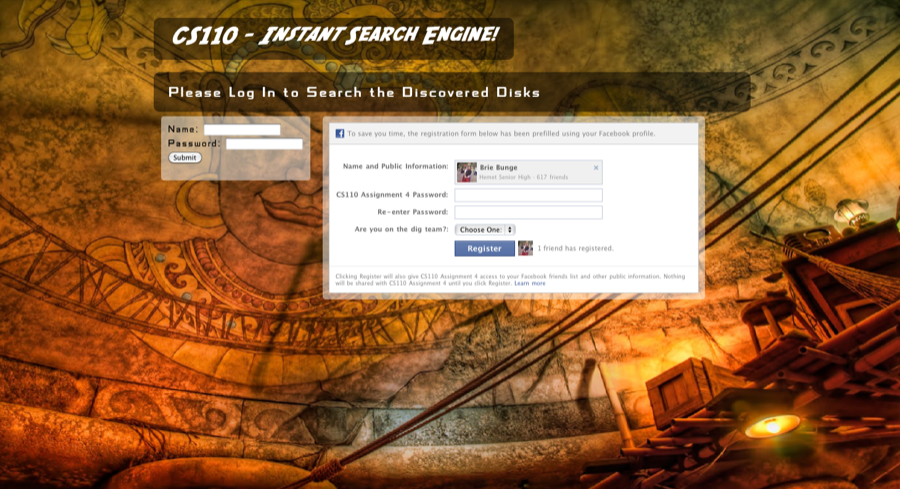 CS110 - Instant Search Engine!
Please Log In to Search the Discovered Disks
Name:
Password:
Submit
To save you time, the registration form below has been prefilled using your Facebook profile.
Name and Public Information:
Brie Bunge
Hemet Senior High · 617 friends
CS110 Assignment 4 Password:
Re-enter Password:
Are you on the dig team?:
Choose One:
Register
1 friend has registered.
Clicking Register will also give CS110 Assignment 4 access to your Facebook friends list and other public information. Nothing
will be shared with CS110 Assignment 4 until you click Register. Learn more